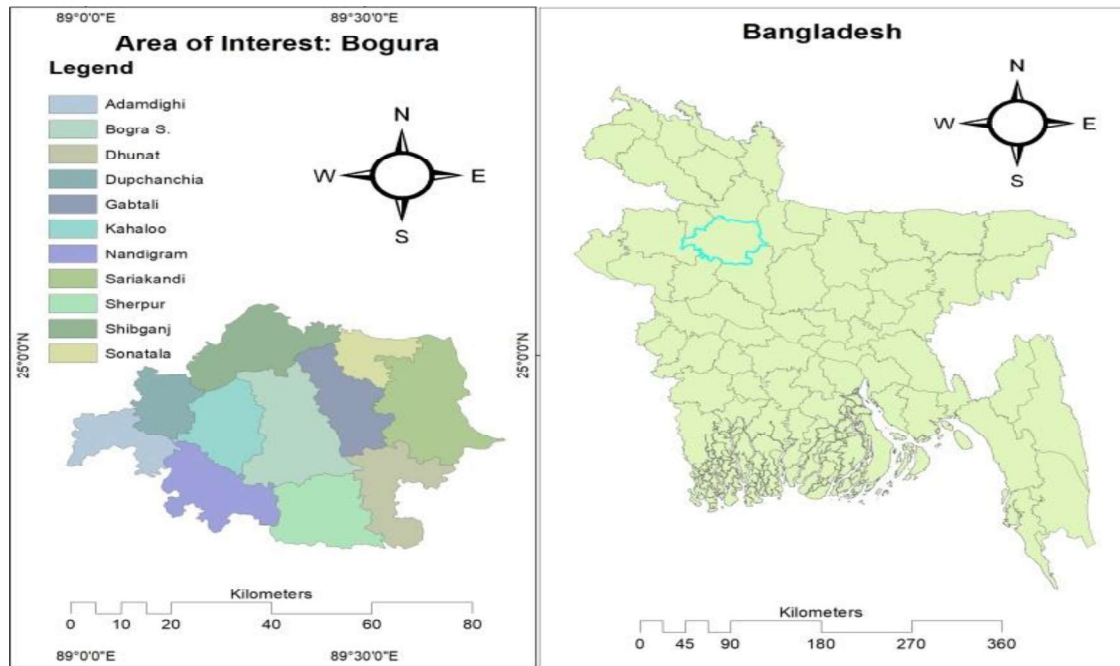 89°0'0"E 89°30'0"E
Area of Interest: Bogura
Legend
Adamdighi
Bogra S.
Dhunat
Dupchanchia
Gabtali
Kahaloo
Nandigram
Sariakandi
Sherpur
Shibganj
Sonatala
N
W E
S
25°0'0"N
25°0'0"N
Kilometers
0 10 20 40 60 80
89°0'0"E 89°30'0"E
Bangladesh
N
W E
S
Kilometers
0 45 90 180 270 360